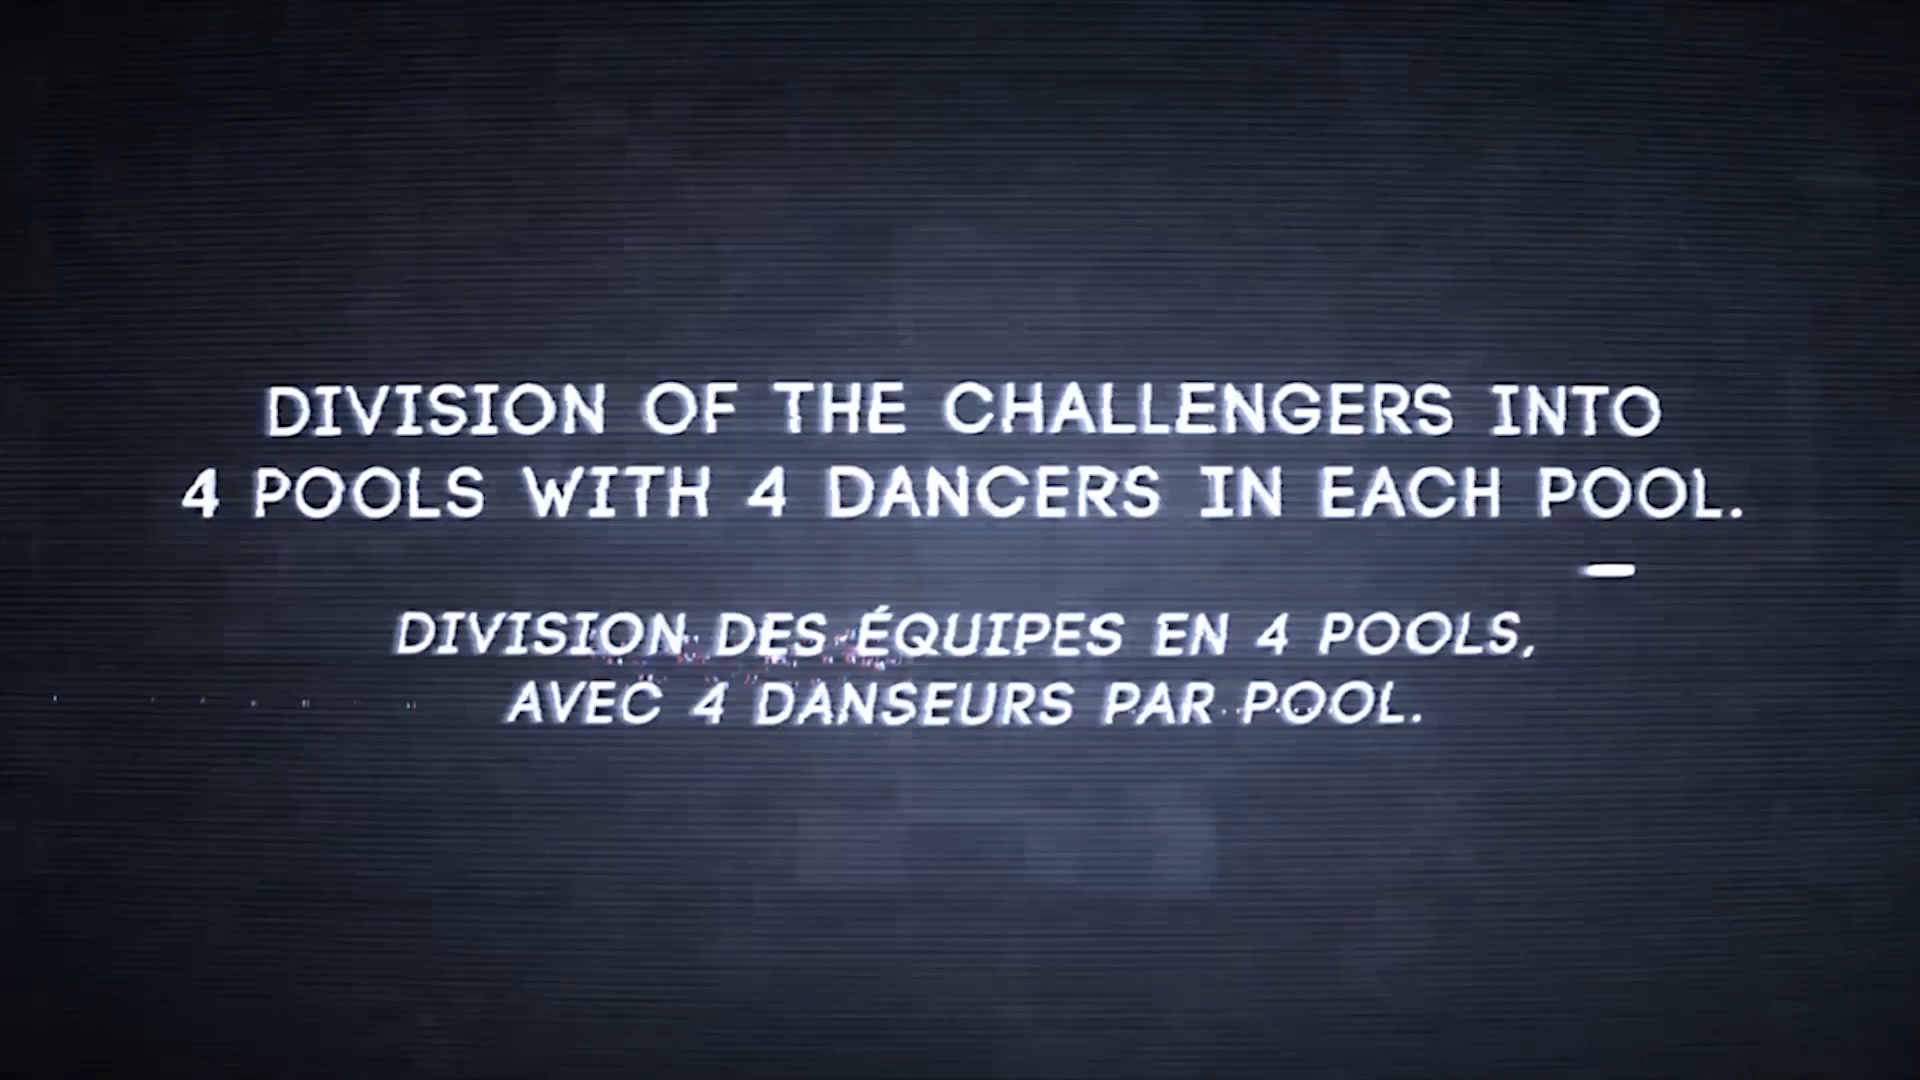 DIVISION OF THE CHALLENGERS INTO
4 POOLS WITH 4 DANCERS IN EACH POOL.
DIVISION DES ÉQUIPES EN 4 POOLS,
AVEC 4 DANSEURS PAR POOL.